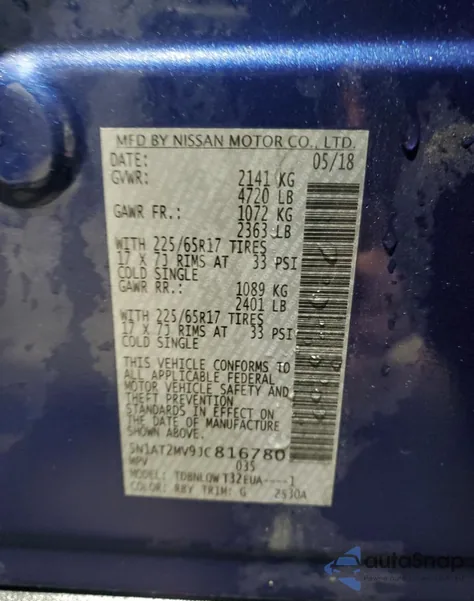 MFD BY NISSAN MOTOR CO., LTD.
DATE: 05/18
GVWR: 2141 KG
4720 LB
GAWR FR.: 1072 KG
2363 LB
WITH 225/65R17 TIRES
17 X 7J RIMS AT 33 PSI
COLD SINGLE
GAWR RR.: 1089 KG
2401 LB
WITH 225/65R17 TIRES
17 X 7J RIMS AT 33 PSI
COLD SINGLE
THIS VEHICLE CONFORMS TO
ALL APPLICABLE FEDERAL
MOTOR VEHICLE SAFETY AND
THEFT PREVENTION
STANDARDS IN EFFECT ON
THE DATE OF MANUFACTURE
SHOWN ABOVE.
5N1AT2MV9JC816780
MPV 035
MODEL: TDBNLQW T32EUA----1
COLOR: RBY TRIM: G 2530A
autoSnap